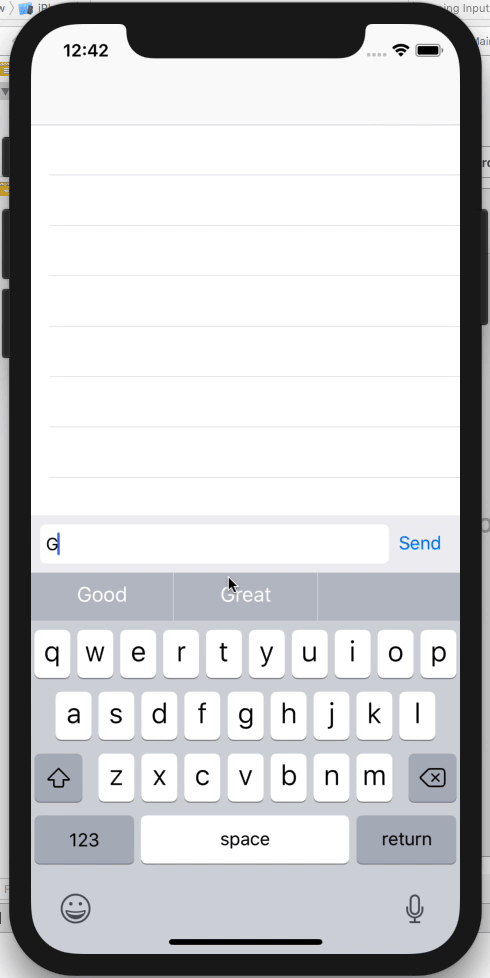 12:42
G
Send
Good Great
q w e r t y u i o p
a s d f g h j k l
z x c v b n m
123 space return